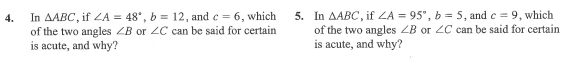 4. In ΔABC, if ∠A = 48°, b = 12, and c = 6, which
of the two angles ∠B or ∠C can be said for certain
is acute, and why?
5. In ΔABC, if ∠A = 95°, b = 5, and c = 9, which
of the two angles ∠B or ∠C can be said for certain
is acute, and why?